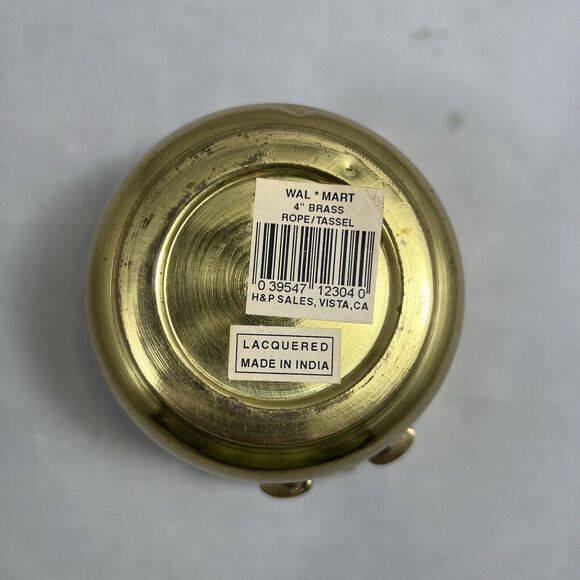 WAL * MART
4" BRASS
ROPE/TASSEL
0 39547 12304 0
H&P SALES, VISTA, CA
LACQUERED
MADE IN INDIA